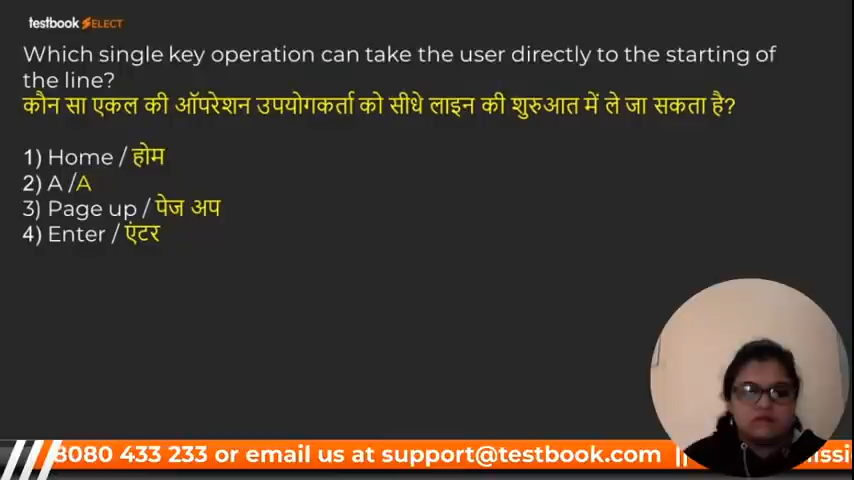 testbook SELECT
Which single key operation can take the user directly to the starting of
the line?
कौन सा एकल की ऑपरेशन उपयोगकर्ता को सीधे लाइन की शुरुआत में ले जा सकता है?
1) Home / होम
2) A /A
3) Page up / पेज अप
4) Enter / एंटर
8080 433 233 or email us at support@testbook.com ||